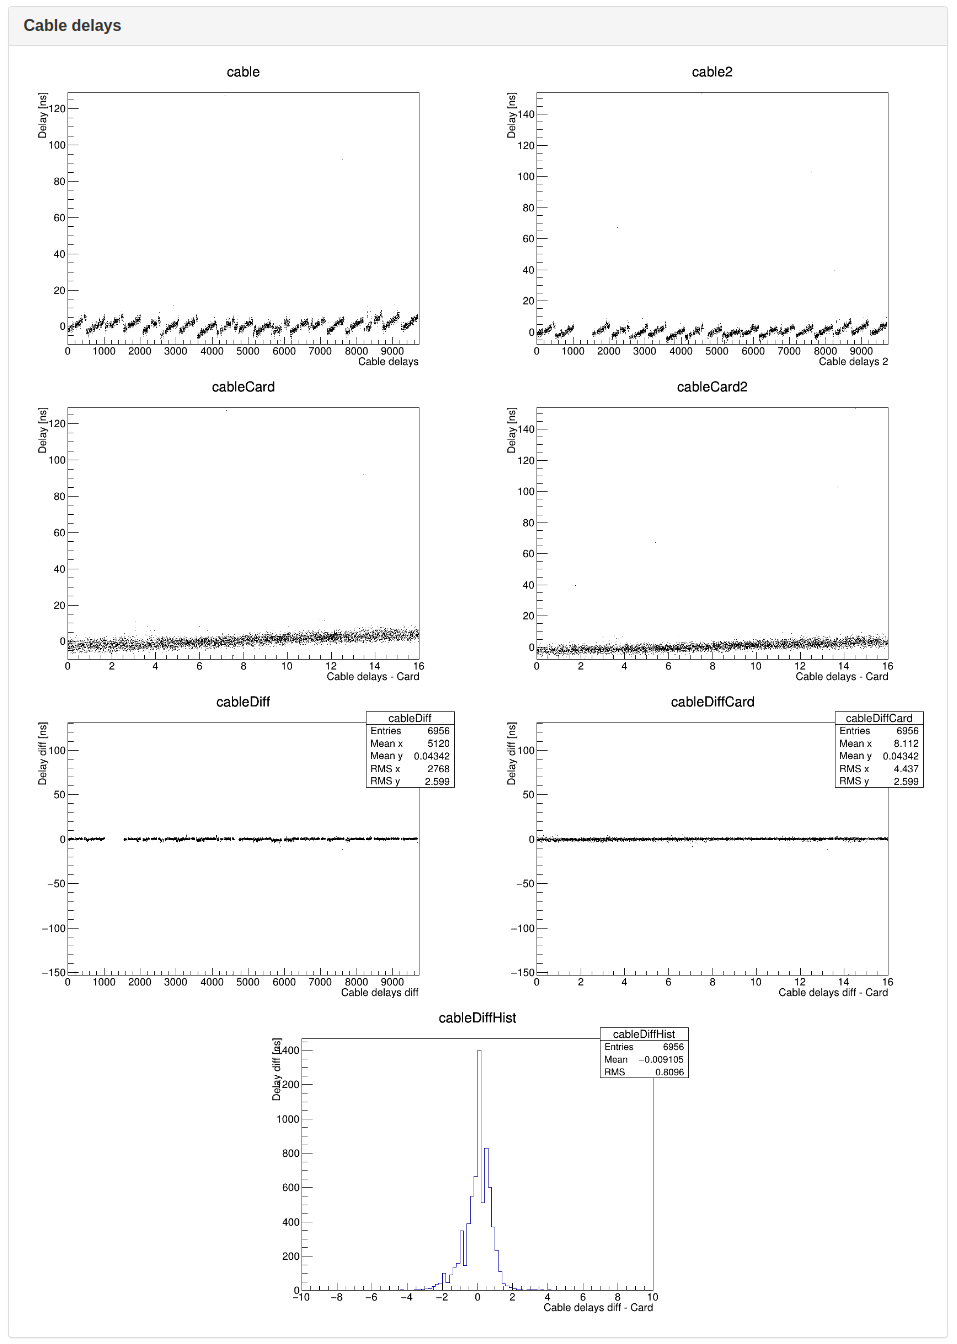 Cable delays
cable
Delay [ns]
120
100
80
60
40
20
0
0 1000 2000 3000 4000 5000 6000 7000 8000 9000
Cable delays
cable2
Delay [ns]
140
120
100
80
60
40
20
0
0 1000 2000 3000 4000 5000 6000 7000 8000 9000
Cable delays 2
cableCard
Delay [ns]
120
100
80
60
40
20
0
0 2 4 6 8 10 12 14 16
Cable delays - Card
cableCard2
Delay [ns]
140
120
100
80
60
40
20
0
0 2 4 6 8 10 12 14 16
Cable delays - Card
cableDiff
cableDiff
Entries 6956
Mean x 5120
Mean y 0.04342
RMS x 2768
RMS y 2.599
Delay diff [ns]
100
50
0
−50
−100
−150
0 1000 2000 3000 4000 5000 6000 7000 8000 9000
Cable delays diff
cableDiffCard
cableDiffCard
Entries 6956
Mean x 8.112
Mean y 0.04342
RMS x 4.437
RMS y 2.599
Delay diff [ns]
100
50
0
−50
−100
−150
0 2 4 6 8 10 12 14 16
Cable delays diff - Card
cableDiffHist
cableDiffHist
Entries 6956
Mean −0.009105
RMS 0.8096
Delay diff [ns]
1400
1200
1000
800
600
400
200
0
−10 −8 −6 −4 −2 0 2 4 6 8 10
Cable delays diff - Card